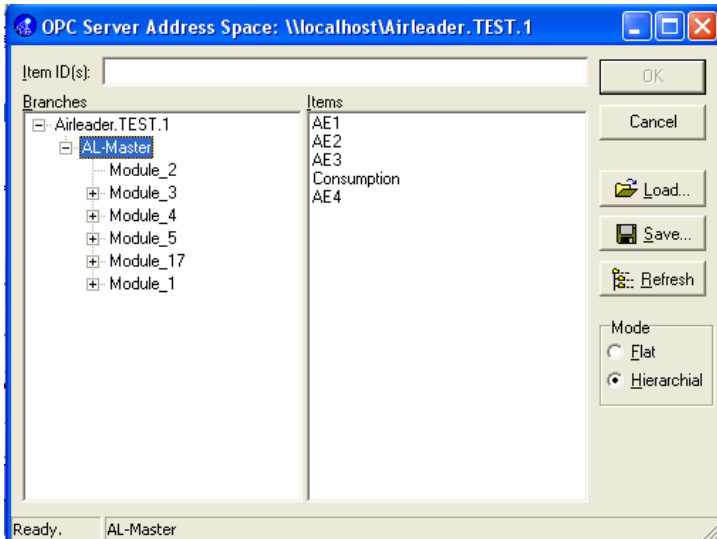 OPC Server Address Space: \\localhost\Airleader.TEST.1
Item ID(s):
OK
Branches
Items
Airleader.TEST.1
AL-Master
Module_2
Module_3
Module_4
Module_5
Module_17
Module_1
AE1
AE2
AE3
Consumption
AE4
Cancel
Load...
Save...
Refresh
Mode
Flat
Hierarchial
Ready.
AL-Master